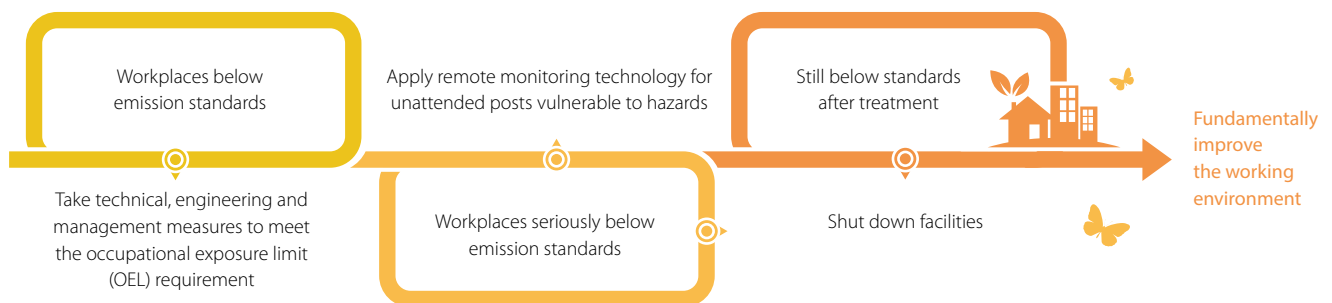 Workplaces below
emission standards
Take technical, engineering and
management measures to meet
the occupational exposure limit
(OEL) requirement
Apply remote monitoring technology for
unattended posts vulnerable to hazards
Workplaces seriously below
emission standards
Still below standards
after treatment
Shut down facilities
Fundamentally
improve
the working
environment